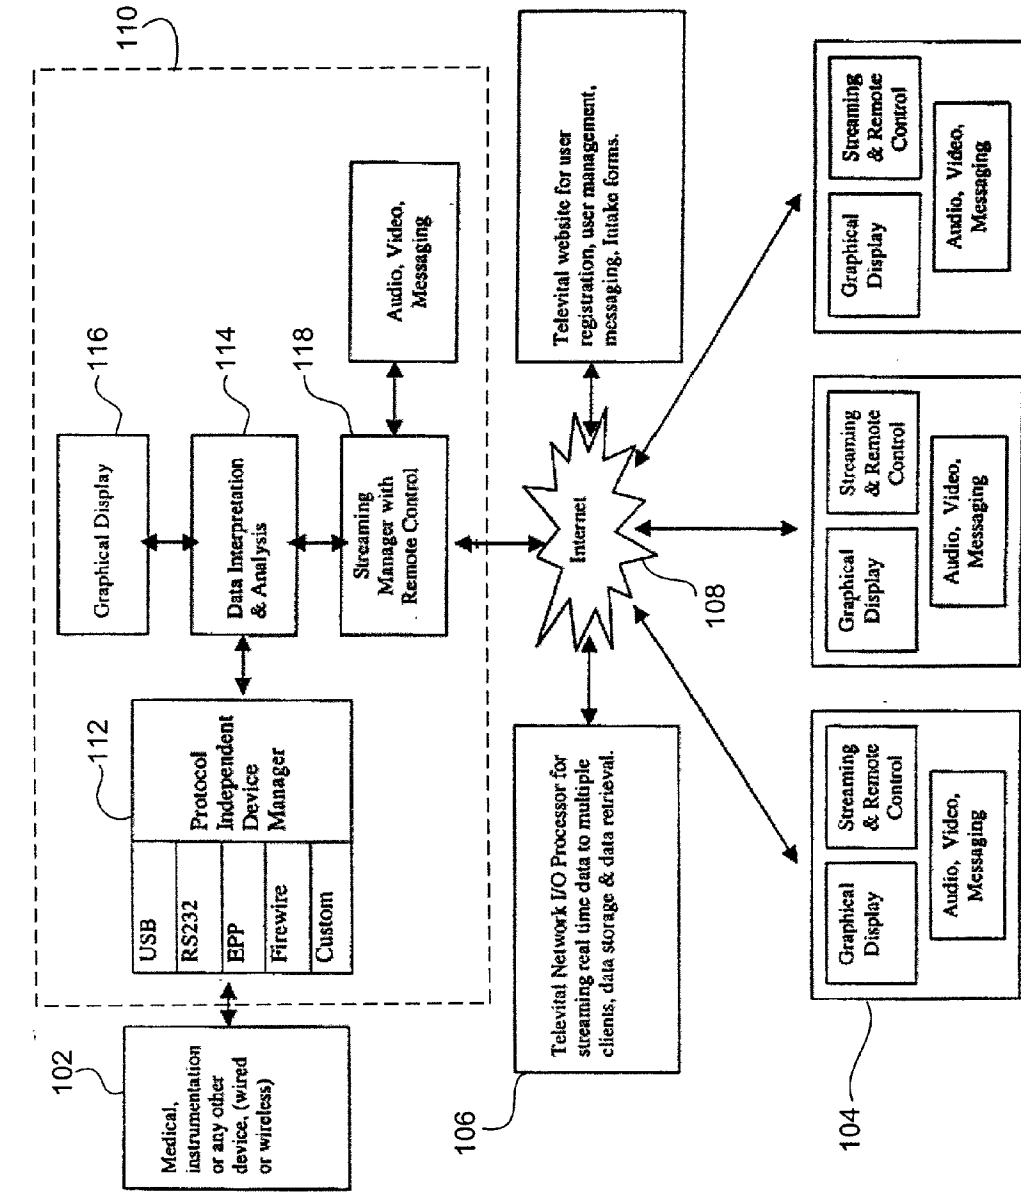 110
116
114
118
112
102
Graphical Display
Data Interpretation
& Analysis
Streaming
Manager with
Remote Control
Audio, Video,
Messaging
USB
RS232
EPP
Firewire
Custom
Protocol
Independent
Device
Manager
Medical,
instrumentation
or any other
device, (wired
or wireless)
106
Televital Network I/O Processor for
streaming real time data to multiple
clients, data storage & data retrieval.
Internet
108
Televital website for user
registration, user management,
messaging, Intake forms.
104
Graphical
Display
Streaming
& Remote
Control
Audio, Video,
Messaging
Graphical
Display
Streaming
& Remote
Control
Audio, Video,
Messaging
Graphical
Display
Streaming
& Remote
Control
Audio, Video,
Messaging